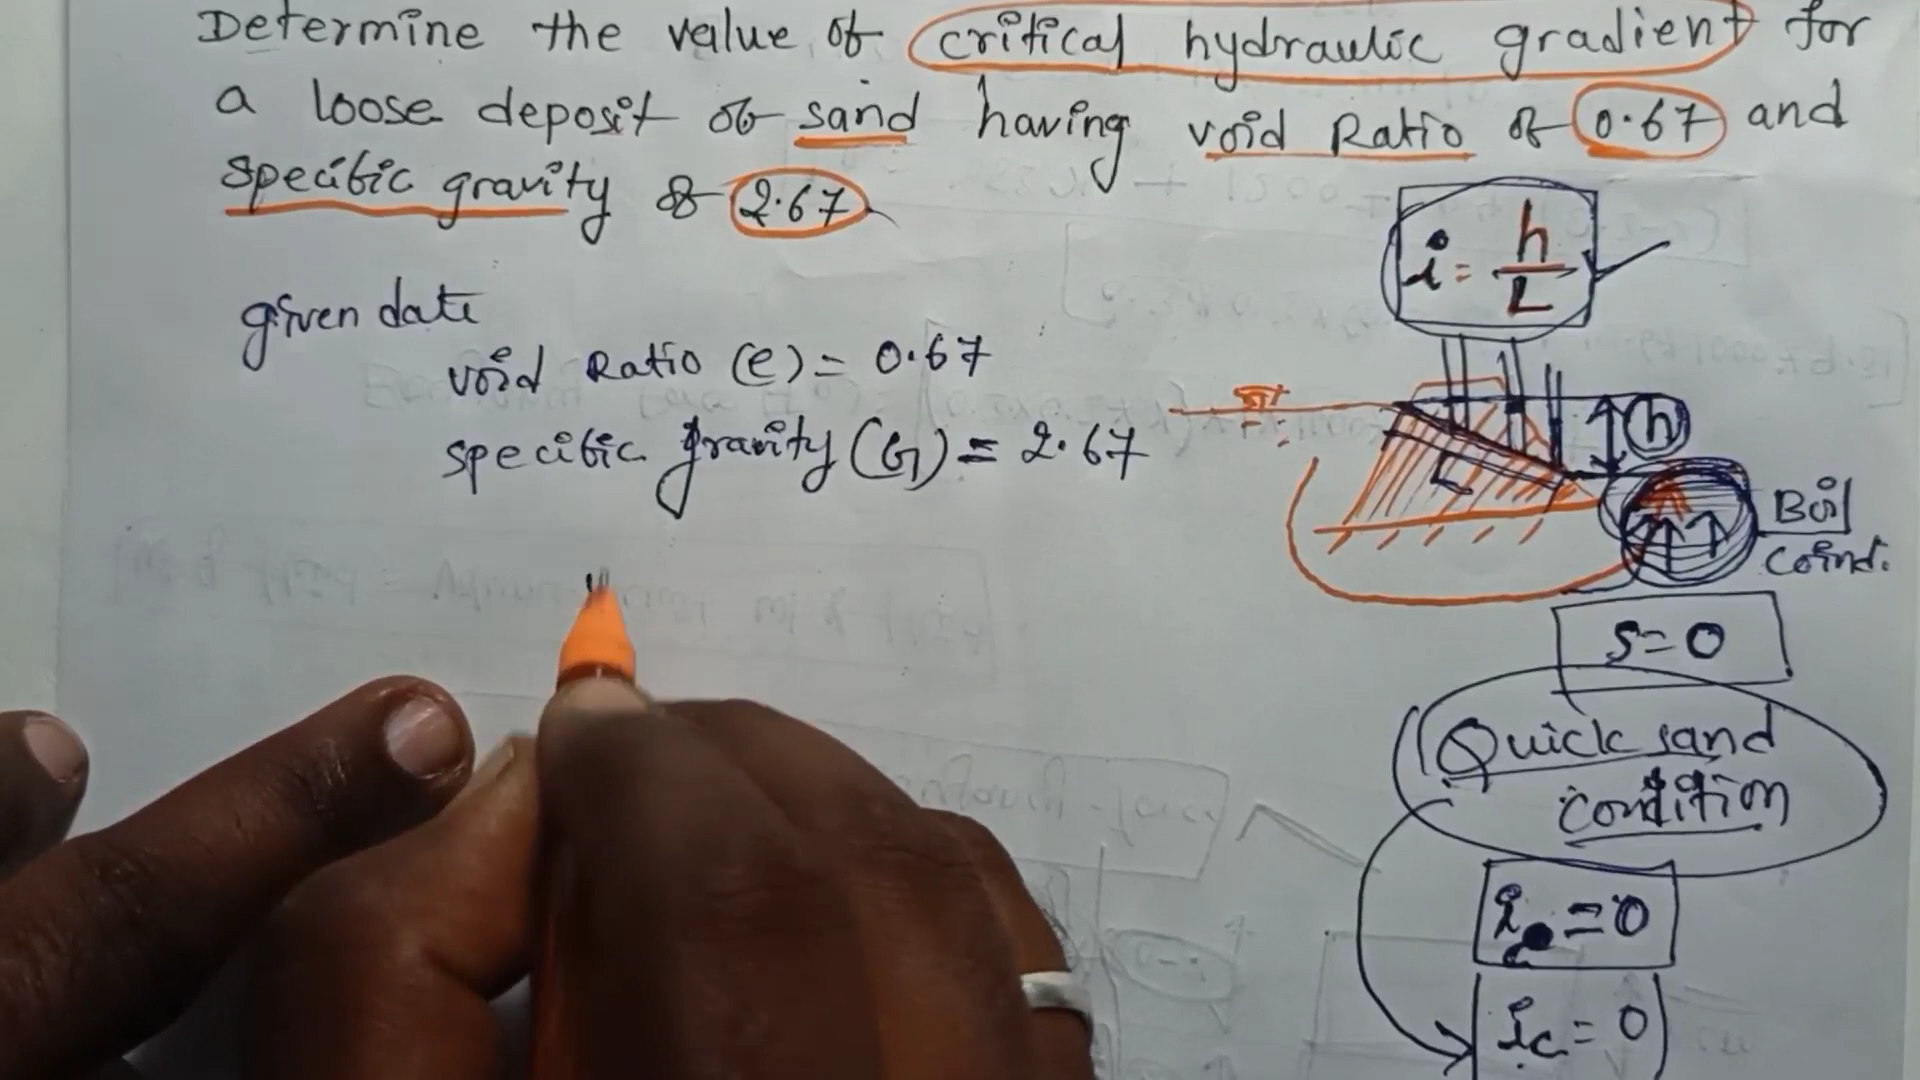 Determine the value of critical hydraulic gradient for
a loose deposit of sand having void Ratio of 0.67 and
specific gravity of 2.67
i = h/L
given date
void Ratio (e) = 0.67
specific gravity (G) = 2.67
h
L
Boil
Coind.
S = 0
Quick sand
condition
= 0
ic = 0